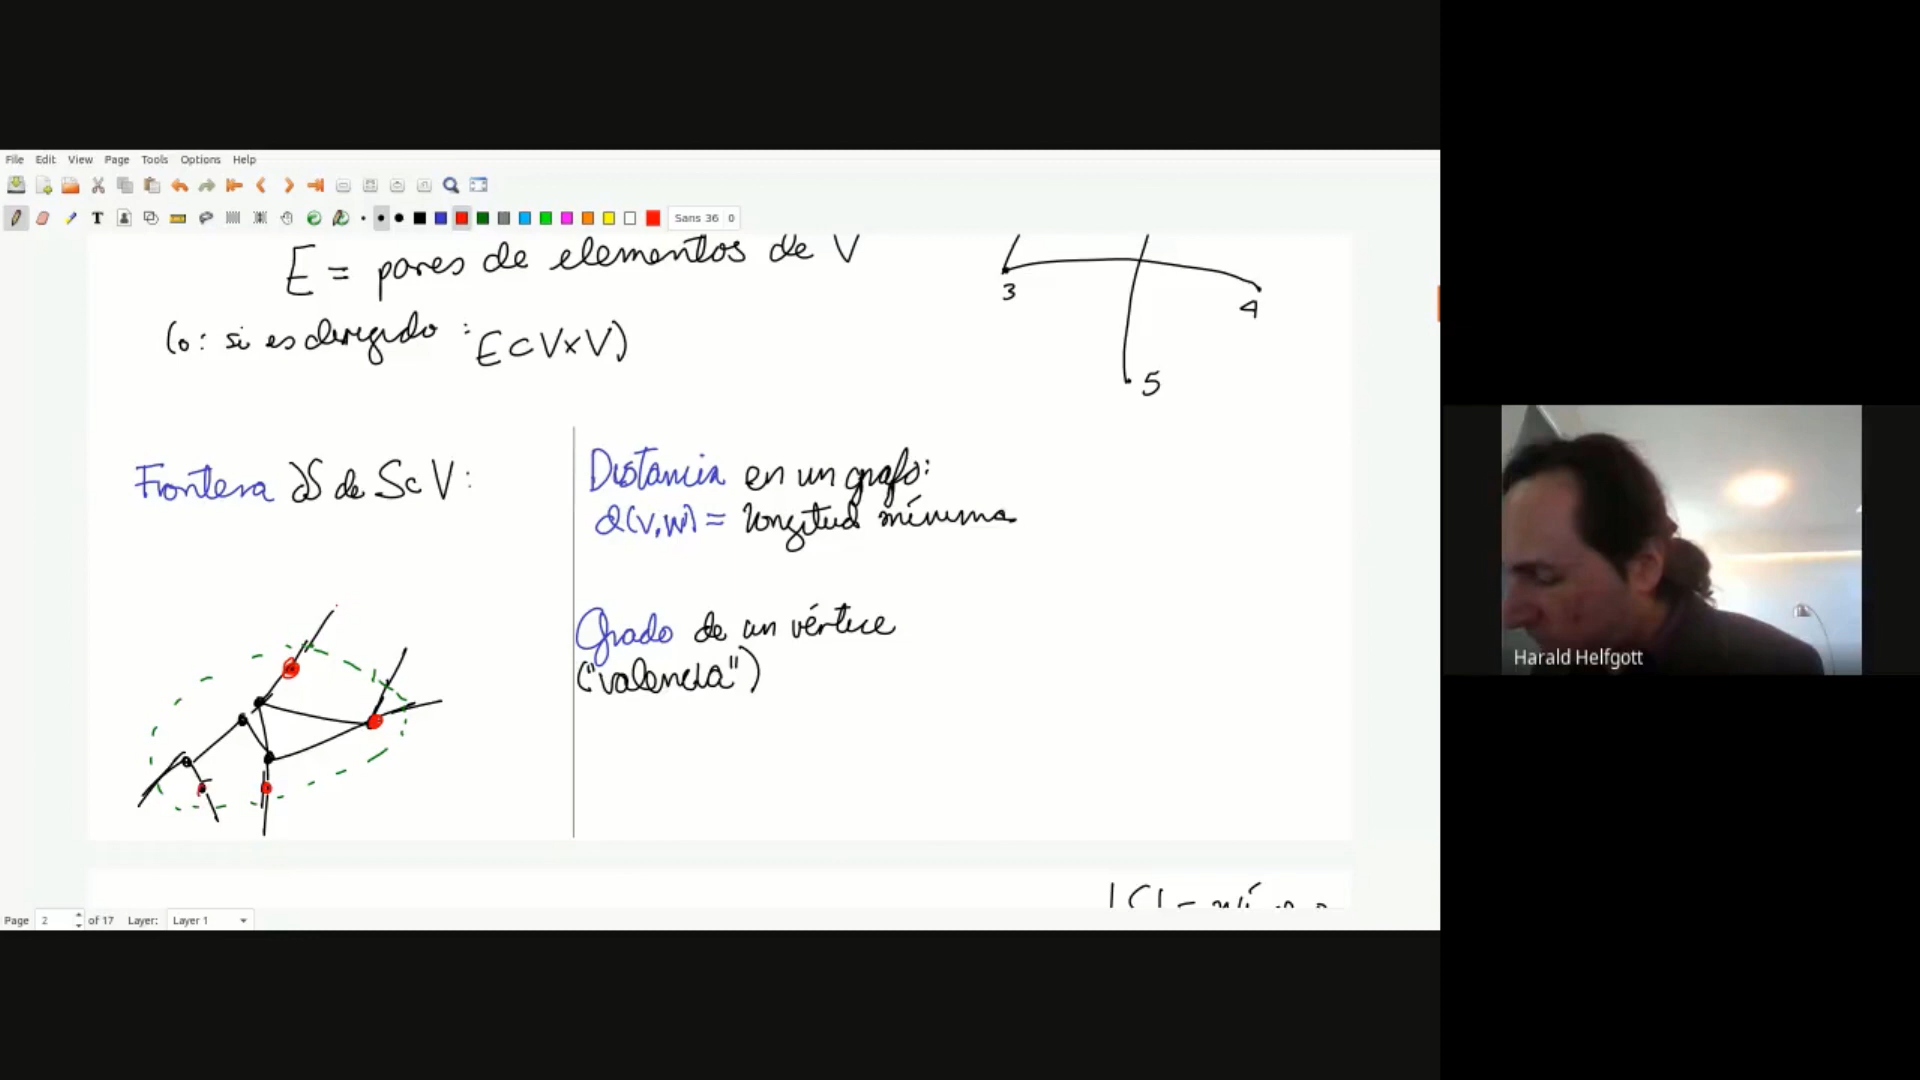 File Edit View Page Tools Options Help
Sans 36 0
E = pares de elementos de V
(o: si es dirigido : E ⊂ V×V)
3
4
5
Frontera ∂S de S⊂V:
Distancia en un grafo:
d(v,w) = longitud mínima
Grado de un vértice
("valencia")
Harald Helfgott
Page 2 of 17 Layer: Layer 1